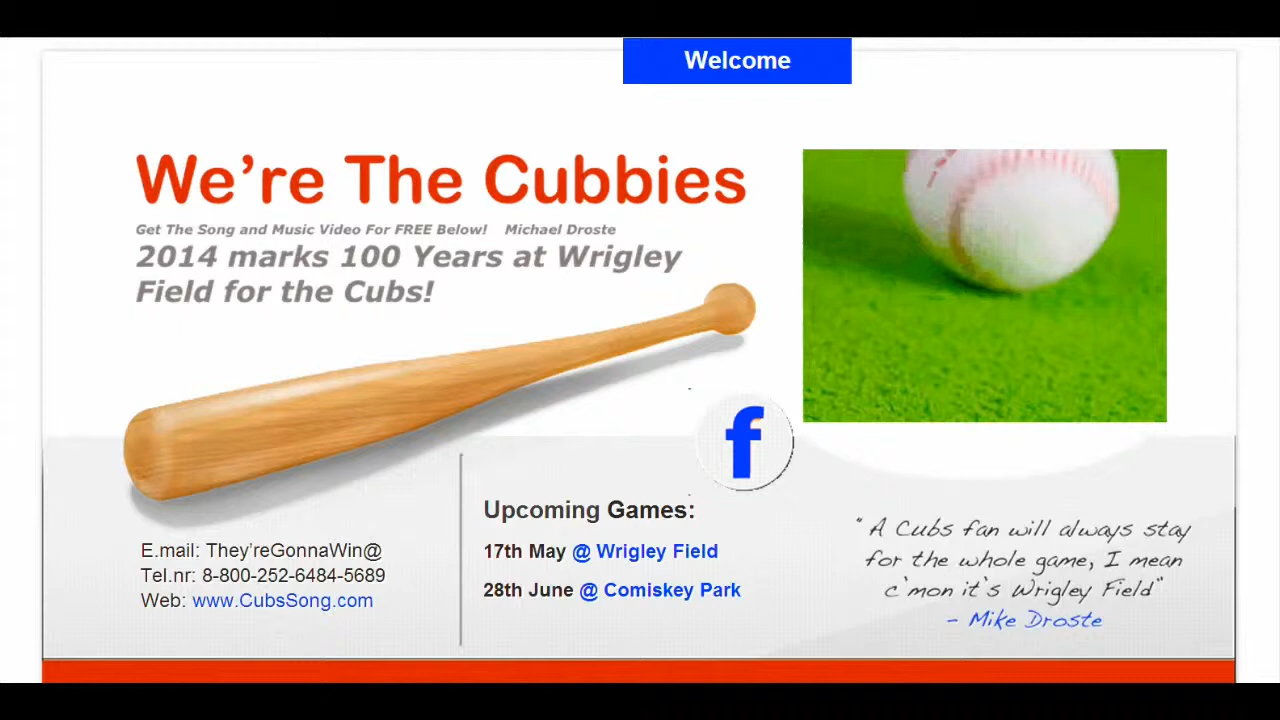 Welcome
We're The Cubbies
Get The Song and Music Video For FREE Below! Michael Droste
2014 marks 100 Years at Wrigley
Field for the Cubs!
f
Upcoming Games:
17th May @ Wrigley Field
28th June @ Comiskey Park
E.mail: They'reGonnaWin@
Tel.nr: 8-800-252-6484-5689
Web: www.CubsSong.com
" A Cubs fan will always stay
for the whole game, I mean
c'mon it's Wrigley Field"
- Mike Droste